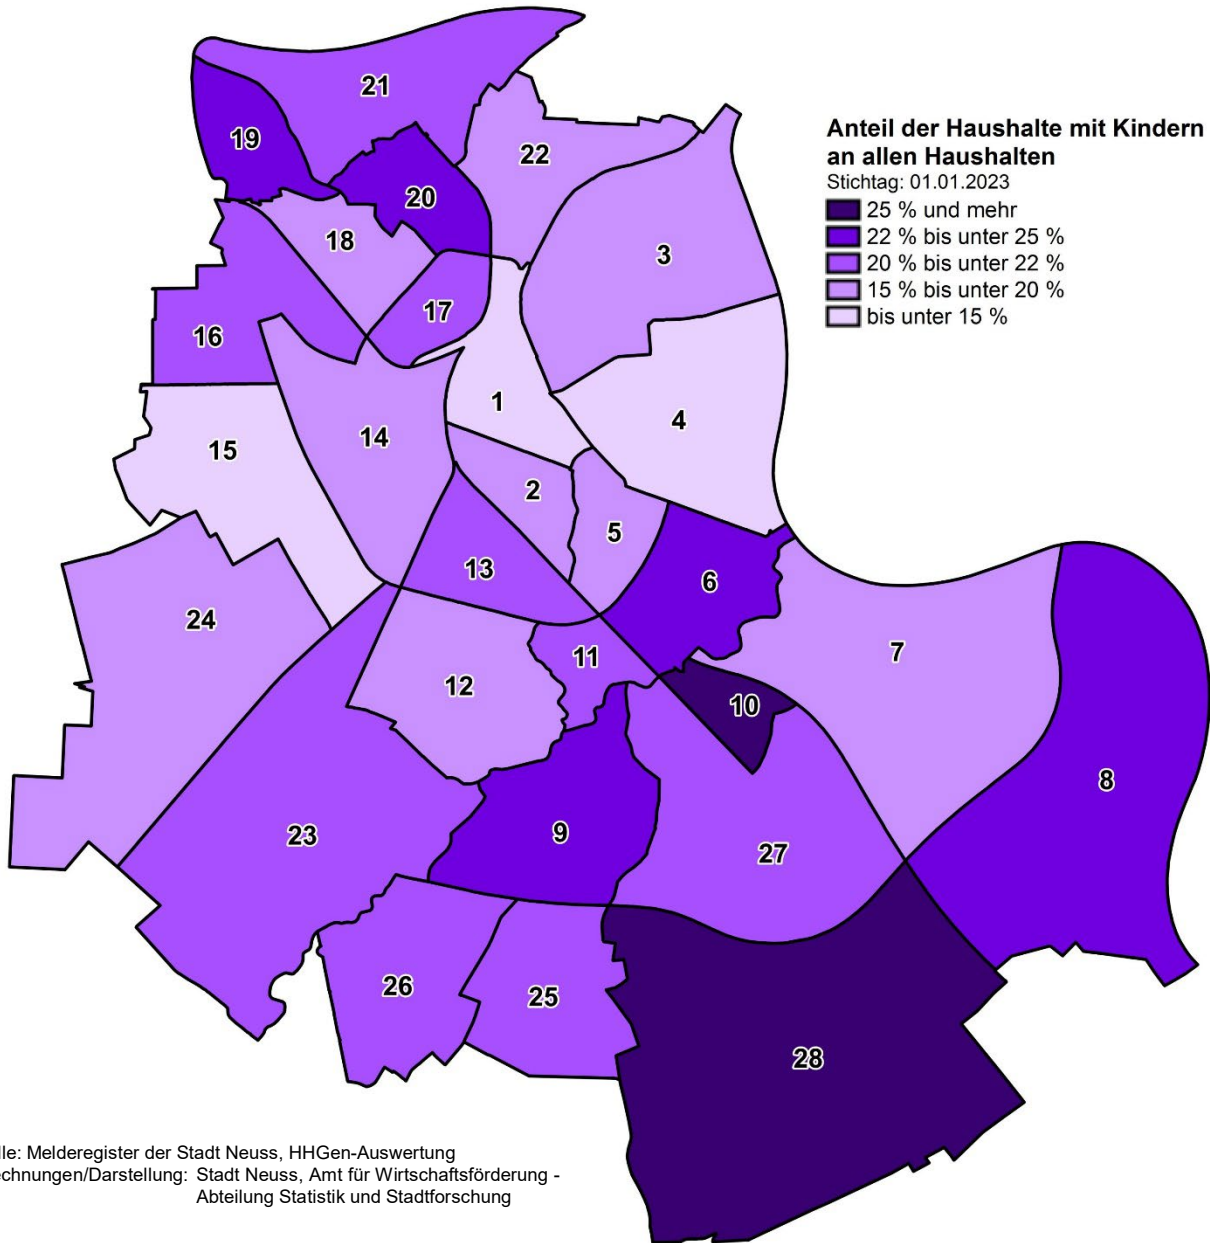 21
19
22
20
18
3
17
16
1
4
14
15
2
5
13
6
24
11
7
12
10
8
23
9
27
26
25
28
Anteil der Haushalte mit Kindern
an allen Haushalten
Stichtag: 01.01.2023
25 % und mehr
22 % bis unter 25 %
20 % bis unter 22 %
15 % bis unter 20 %
bis unter 15 %
lle: Melderegister der Stadt Neuss, HHGen-Auswertung
echnungen/Darstellung: Stadt Neuss, Amt für Wirtschaftsförderung -
Abteilung Statistik und Stadtforschung